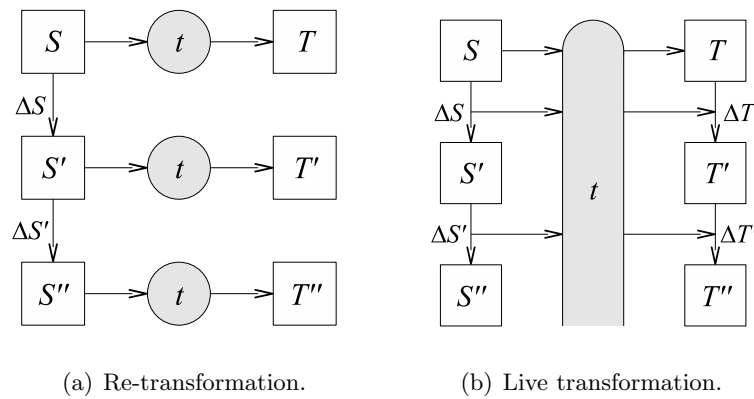 S t T S t T
ΔS ΔS ΔT
S′ t T′ S′ t T′
ΔS′ ΔS′ ΔT
S″ t T″ S″ T″
(a) Re-transformation. (b) Live transformation.